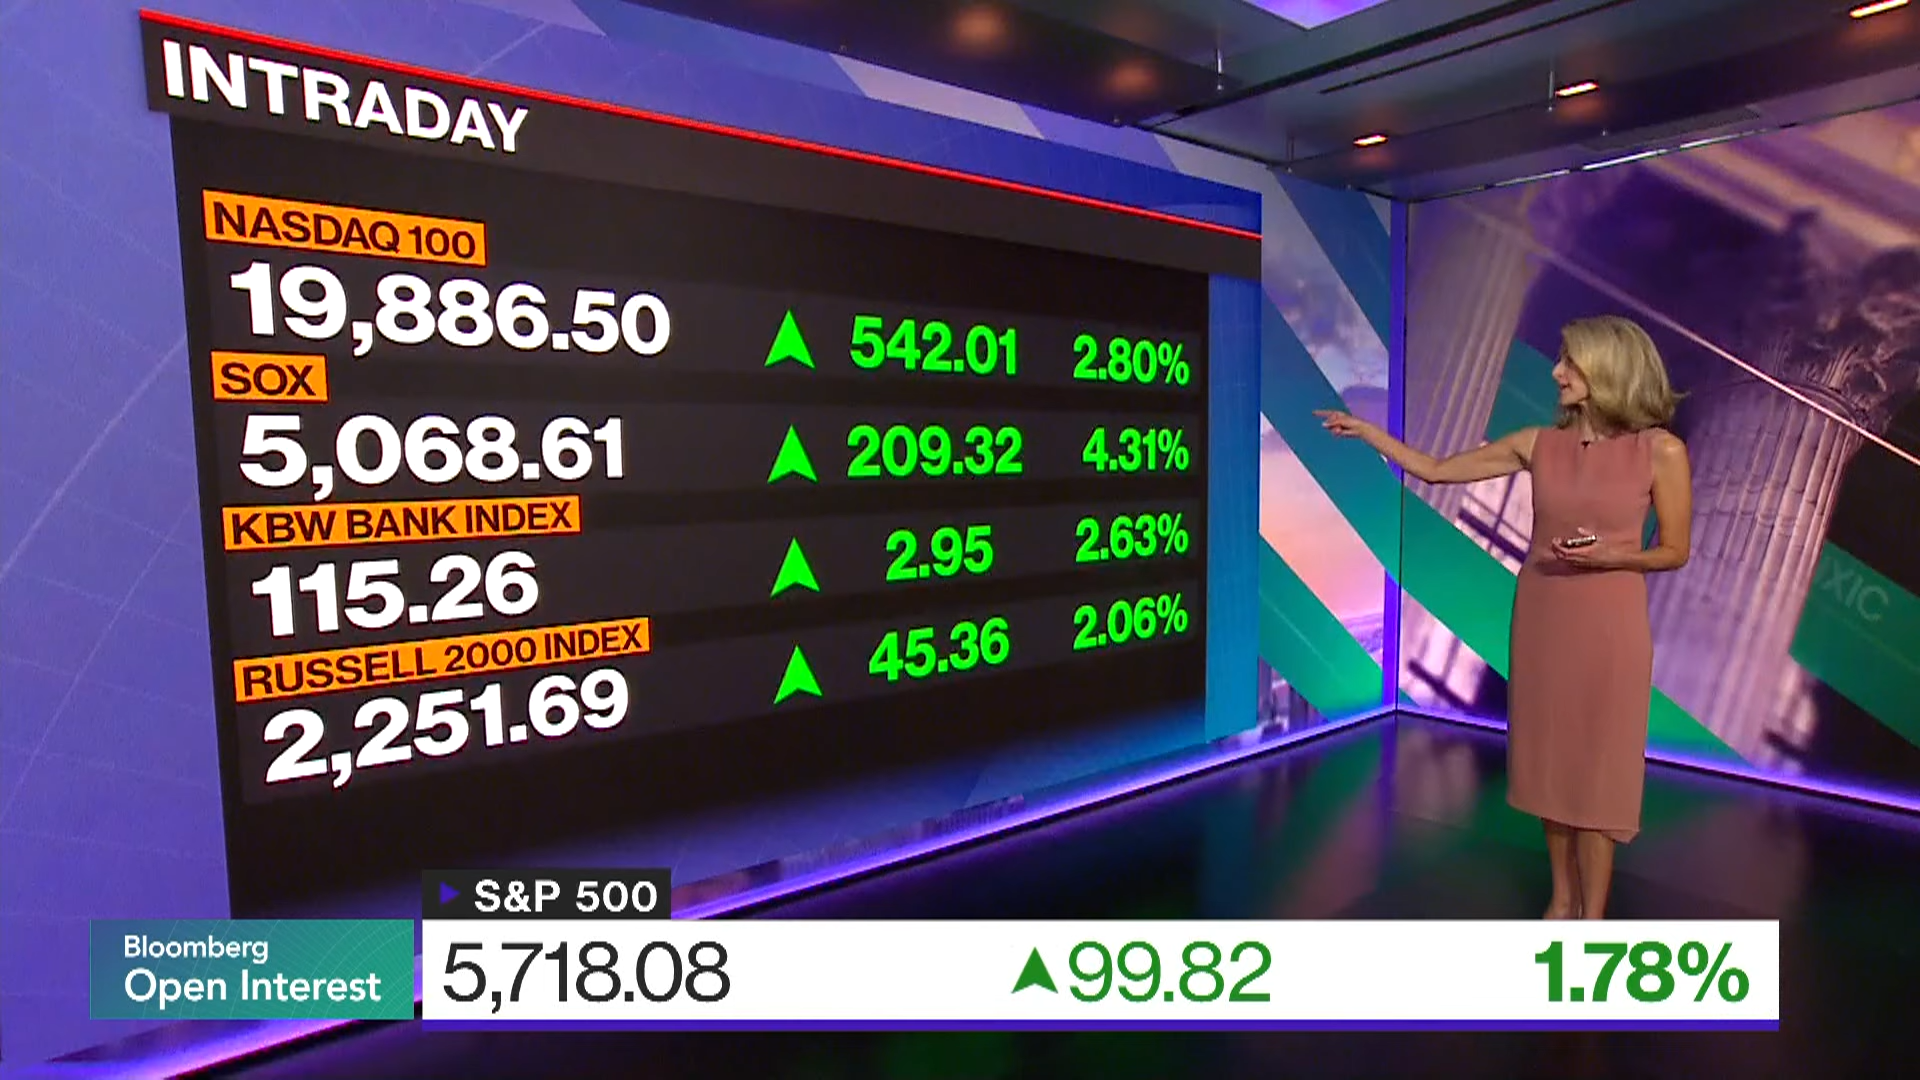 INTRADAY
NASDAQ 100
19,886.50 ▲ 542.01 2.80%
SOX
5,068.61 ▲ 209.32 4.31%
KBW BANK INDEX
115.26 ▲ 2.95 2.63%
RUSSELL 2000 INDEX
2,251.69 ▲ 45.36 2.06%
S&P 500
Bloomberg
Open Interest
5,718.08 ▲99.82 1.78%